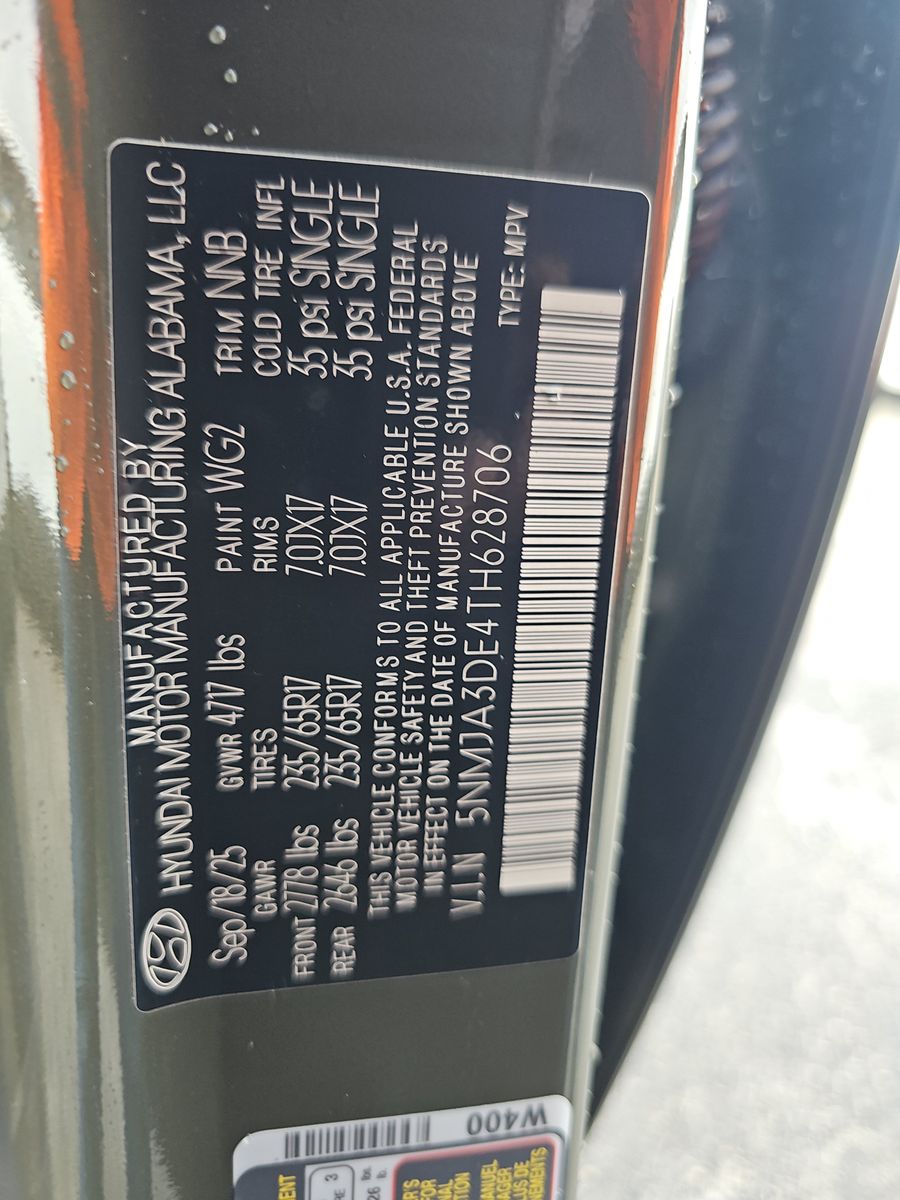 MANUFACTURED BY
HYUNDAI MOTOR MANUFACTURING ALABAMA, LLC
Sep/18/25 GVWR 4717 lbs PAINT WG2 TRIM NNB
GAWR TIRES RIMS COLD TIRE INFL
FRONT 2778 lbs 235/65R17 7.0JX17 35 psi SINGLE
REAR 2646 lbs 235/65R17 7.0JX17 35 psi SINGLE
THIS VEHICLE CONFORMS TO ALL APPLICABLE U.S.A. FEDERAL
MOTOR VEHICLE SAFETY AND THEFT PREVENTION STANDARDS
IN EFFECT ON THE DATE OF MANUFACTURE SHOWN ABOVE
V.I.N 5NMJA3DE4TH628706 TYPE: MPV
W400
3
lbs.